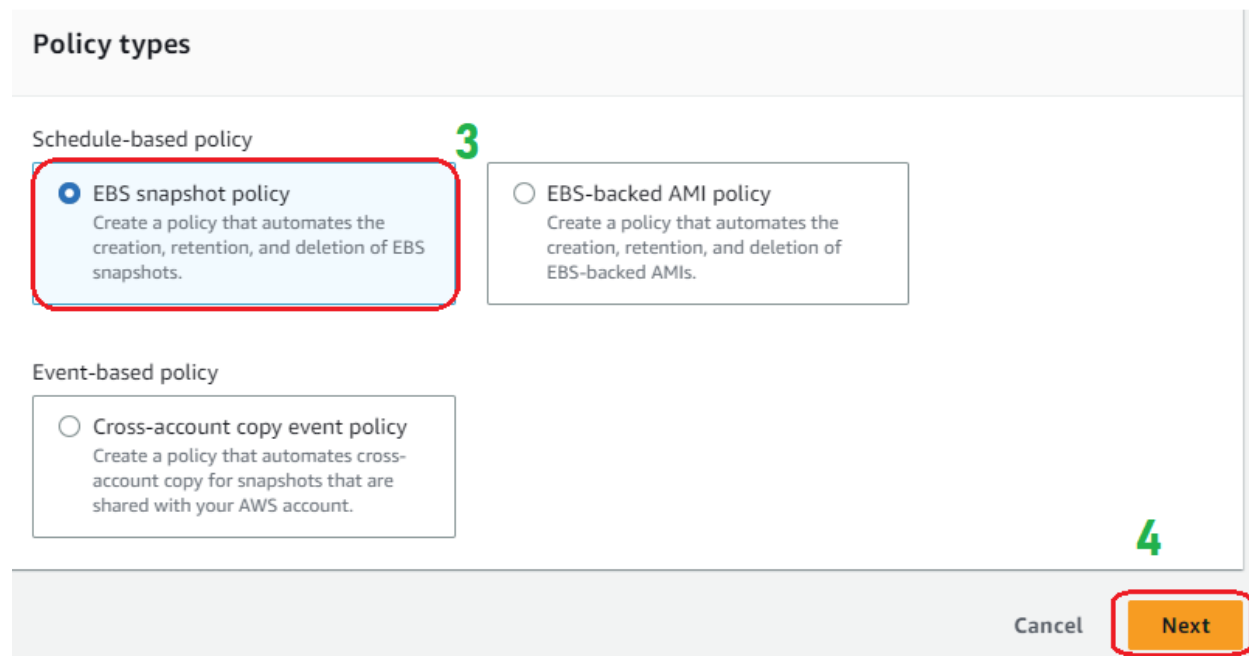 Policy types
Schedule-based policy
3
EBS snapshot policy
Create a policy that automates the
creation, retention, and deletion of EBS
snapshots.
EBS-backed AMI policy
Create a policy that automates the
creation, retention, and deletion of
EBS-backed AMIs.
Event-based policy
Cross-account copy event policy
Create a policy that automates cross-
account copy for snapshots that are
shared with your AWS account.
4
Cancel
Next